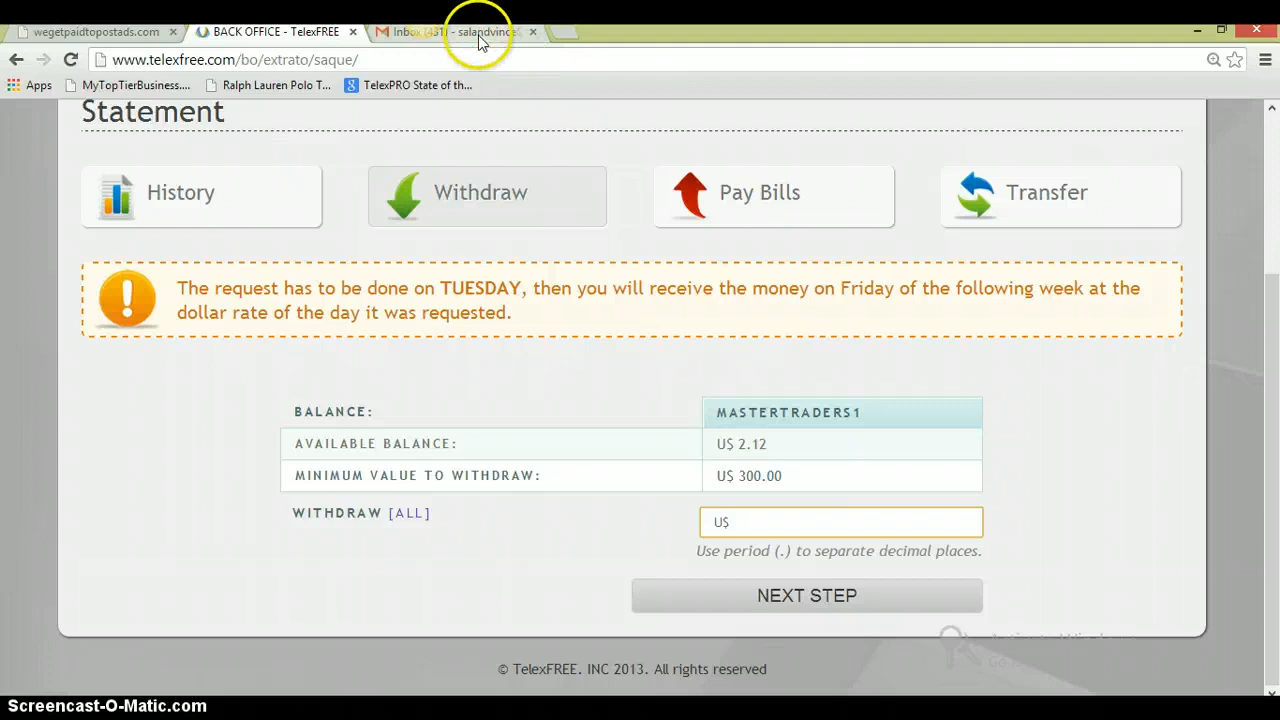 wegetpaidtopostads.com
BACK OFFICE - TelexFREE
Inbox (431) - salandvince
www.telexfree.com/bo/extrato/saque/
Apps MyTopTierBusiness.... Ralph Lauren Polo T... TelexPRO State of th...
Statement
History
Withdraw
Pay Bills
Transfer
The request has to be done on TUESDAY, then you will receive the money on Friday of the following week at the
dollar rate of the day it was requested.
BALANCE: MASTERTRADERS1
AVAILABLE BALANCE: U$ 2.12
MINIMUM VALUE TO WITHDRAW: U$ 300.00
WITHDRAW [ALL] U$
Use period (.) to separate decimal places.
NEXT STEP
© TelexFREE. INC 2013. All rights reserved
Screencast-O-Matic.com